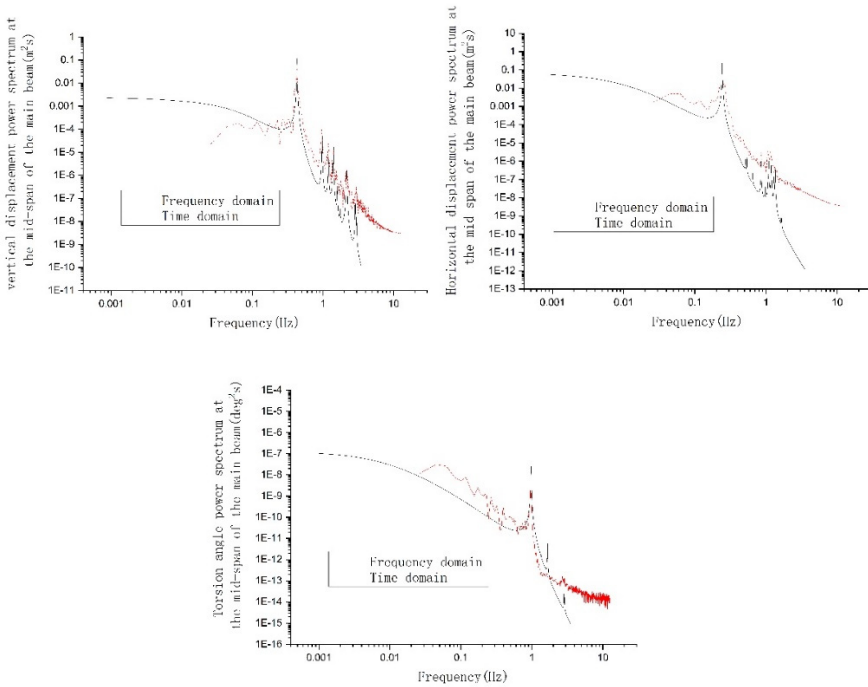 vertical displacement power spectrum at
the mid-span of the main beam(m²s)
1
0.1
0.01
0.001
1E-4
1E-5
1E-6
1E-7
1E-8
1E-9
1E-10
1E-11
Frequency domain
Time domain
0.001 0.01 0.1 1 10
Frequency(Hz)
Horizontal displacement power spectrum at
the mid span of the main beam(m²s)
10
1
0.1
0.01
0.001
1E-4
1E-5
1E-6
1E-7
1E-8
1E-9
1E-10
1E-11
1E-12
1E-13
Frequency domain
Time domain
0.001 0.01 0.1 1 10
Frequency(Hz)
Torsion angle power spectrum at
the mid-span of the main beam(deg²s)
1E-4
1E-5
1E-6
1E-7
1E-8
1E-9
1E-10
1E-11
1E-12
1E-13
1E-14
1E-15
1E-16
Frequency domain
Time domain
0.001 0.01 0.1 1 10
Frequency(Hz)